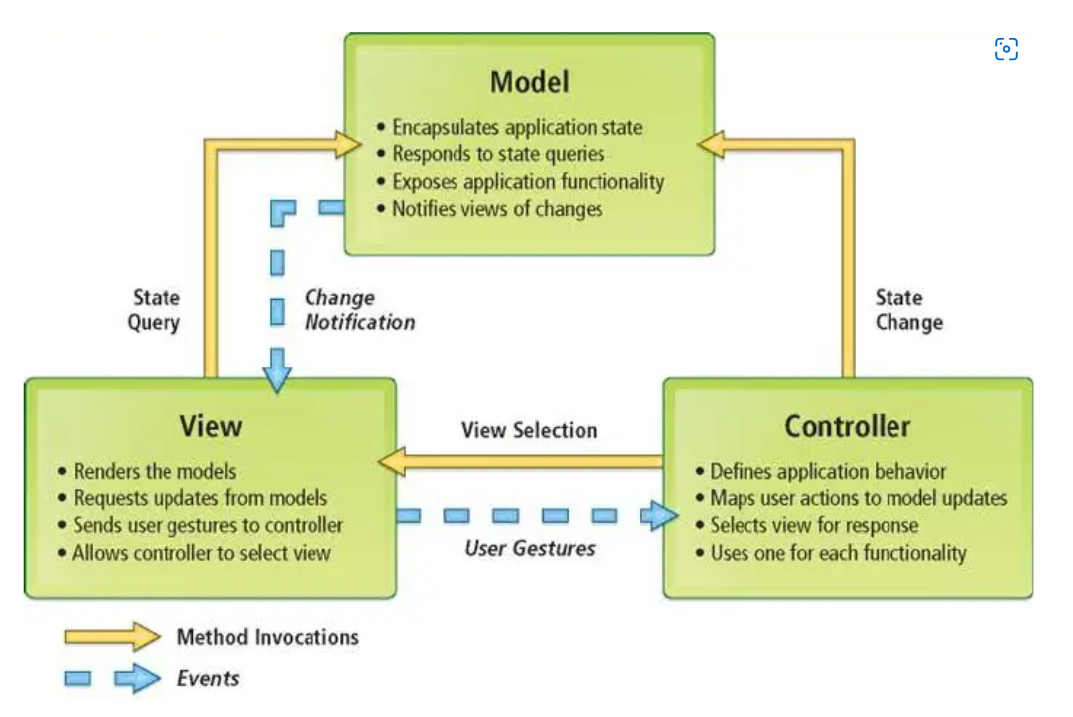 Model
• Encapsulates application state
• Responds to state queries
• Exposes application functionality
• Notifies views of changes
State
Query
Change
Notification
State
Change
View
• Renders the models
• Requests updates from models
• Sends user gestures to controller
• Allows controller to select view
View Selection
User Gestures
Controller
• Defines application behavior
• Maps user actions to model updates
• Selects view for response
• Uses one for each functionality
Method Invocations
Events